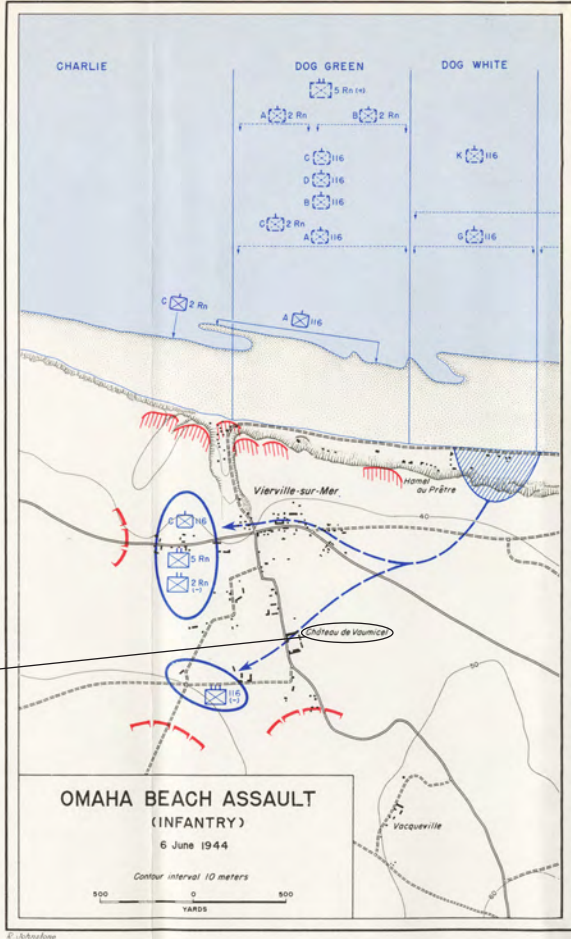 CHARLIE
DOG GREEN
DOG WHITE
5 Rn (+)
A 2 Rn
B 2 Rn
C 116
K 116
D 116
B 116
C 2 Rn
A 116
G 116
C 2 Rn
A 116
Hamel au Prêtre
Vierville-sur-Mer
40
C 116
5 Rn
2 Rn
(-)
Château de Vaumicel
50
116
(-)
OMAHA BEACH ASSAULT
(INFANTRY)
6 June 1944
Contour interval 10 meters
500 0 500
YARDS
Vacqueville
R. Johnstone